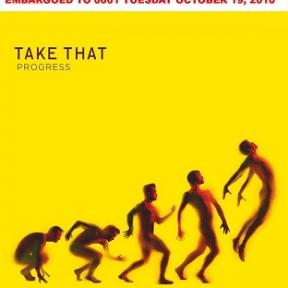 EMBARGOED TO 0001 TUESDAY OCTOBER 19, 2010
TAKE THAT
PROGRESS